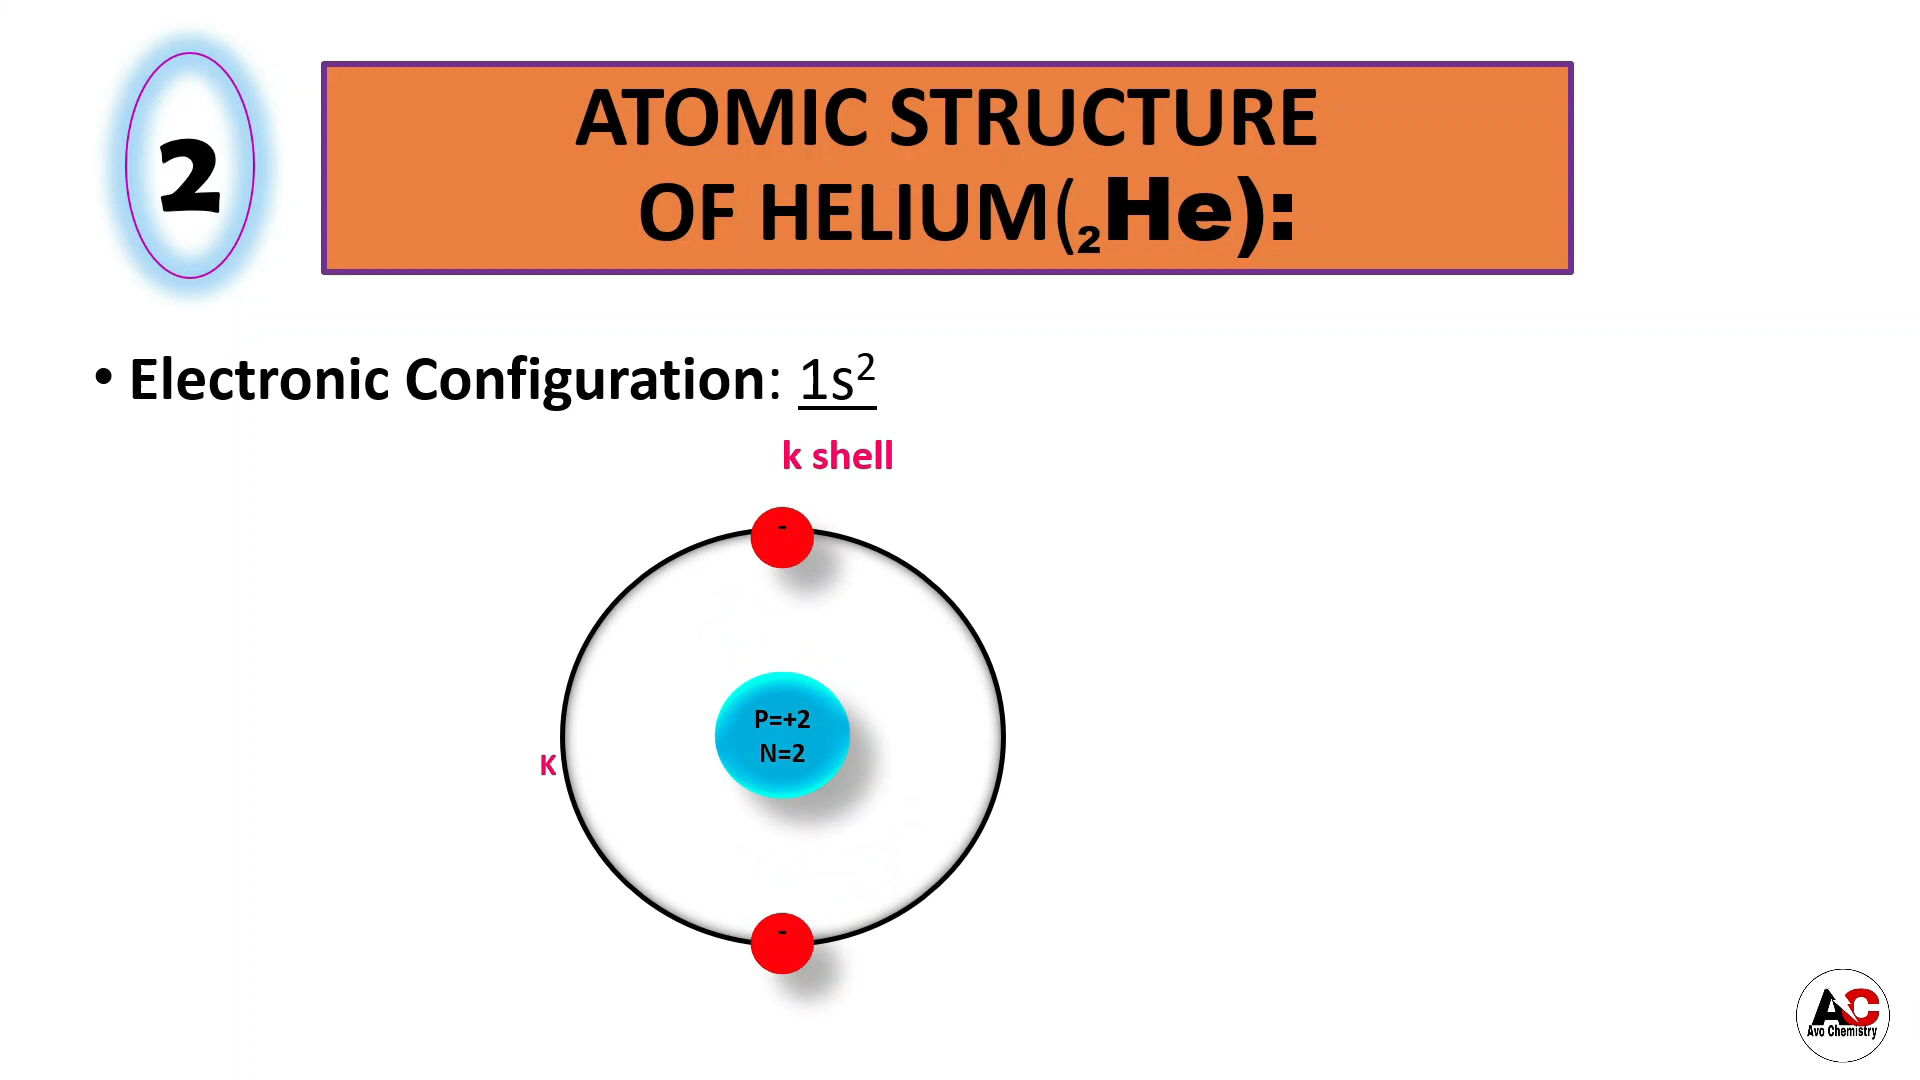 2
ATOMIC STRUCTURE
OF HELIUM(₂He):
• Electronic Configuration: 1s²
k shell
-
P=+2
N=2
K
-
AC
Avo Chemistry